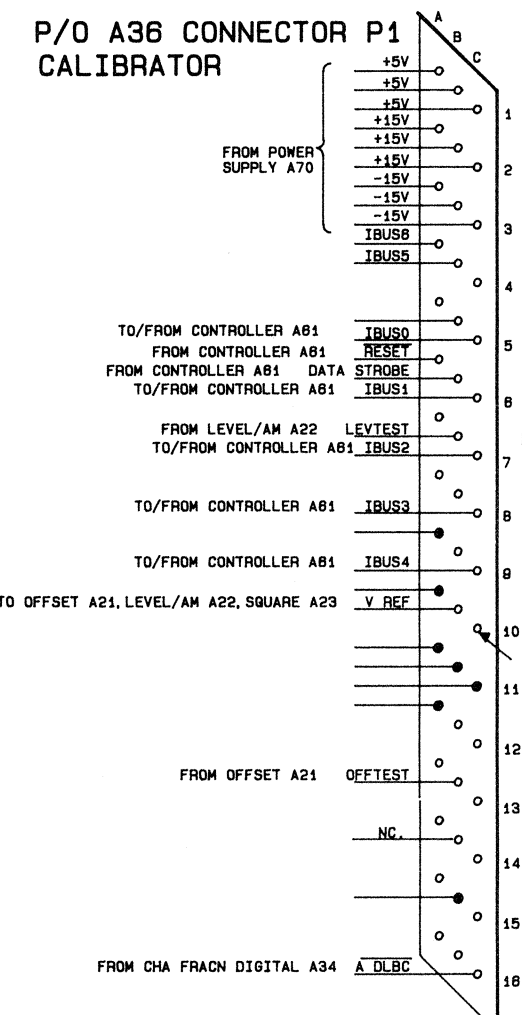 P/O A36 CONNECTOR P1
CALIBRATOR
A
B
C
+5V
+5V
+5V
1
+15V
+15V
FROM POWER
SUPPLY A70
+15V
2
-15V
-15V
-15V
3
IBUS6
IBUS5
4
TO/FROM CONTROLLER A61 IBUS0
5
FROM CONTROLLER A61 RESET
FROM CONTROLLER A61 DATA STROBE
TO/FROM CONTROLLER A61 IBUS1
6
FROM LEVEL/AM A22 LEVTEST
TO/FROM CONTROLLER A61 IBUS2
7
TO/FROM CONTROLLER A61 IBUS3
8
TO/FROM CONTROLLER A61 IBUS4
9
TO OFFSET A21, LEVEL/AM A22, SQUARE A23 V REF
10
11
12
FROM OFFSET A21 OFFTEST
13
NC.
14
15
FROM CHA FRACN DIGITAL A34 A DLBC
16